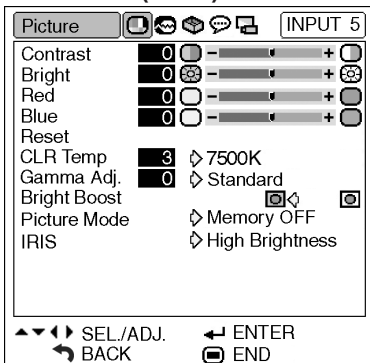 Picture INPUT 5
Contrast 0 - +
Bright 0 - +
Red 0 - +
Blue 0 - +
Reset
CLR Temp 3 7500K
Gamma Adj. 0 Standard
Bright Boost
Picture Mode Memory OFF
IRIS High Brightness
SEL./ADJ. ENTER
BACK END